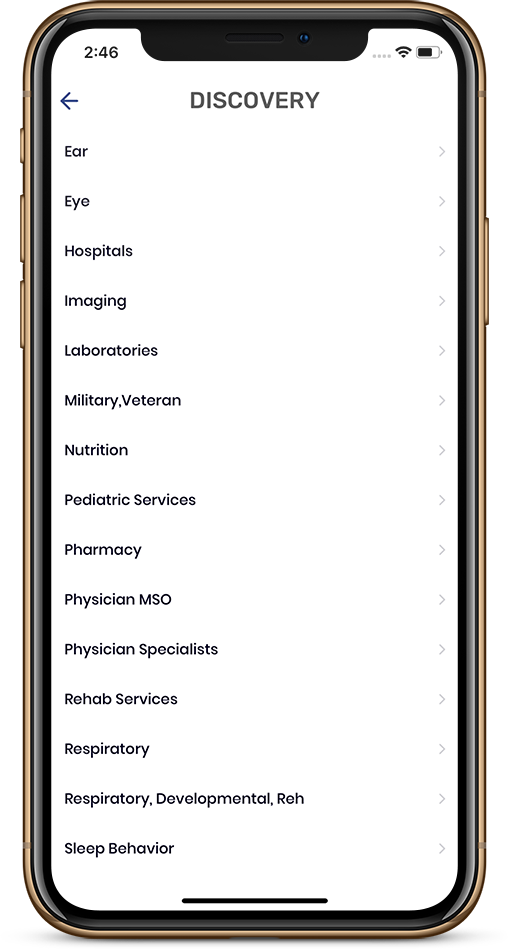 2:46
DISCOVERY
Ear
Eye
Hospitals
Imaging
Laboratories
Military,Veteran
Nutrition
Pediatric Services
Pharmacy
Physician MSO
Physician Specialists
Rehab Services
Respiratory
Respiratory, Developmental, Reh
Sleep Behavior